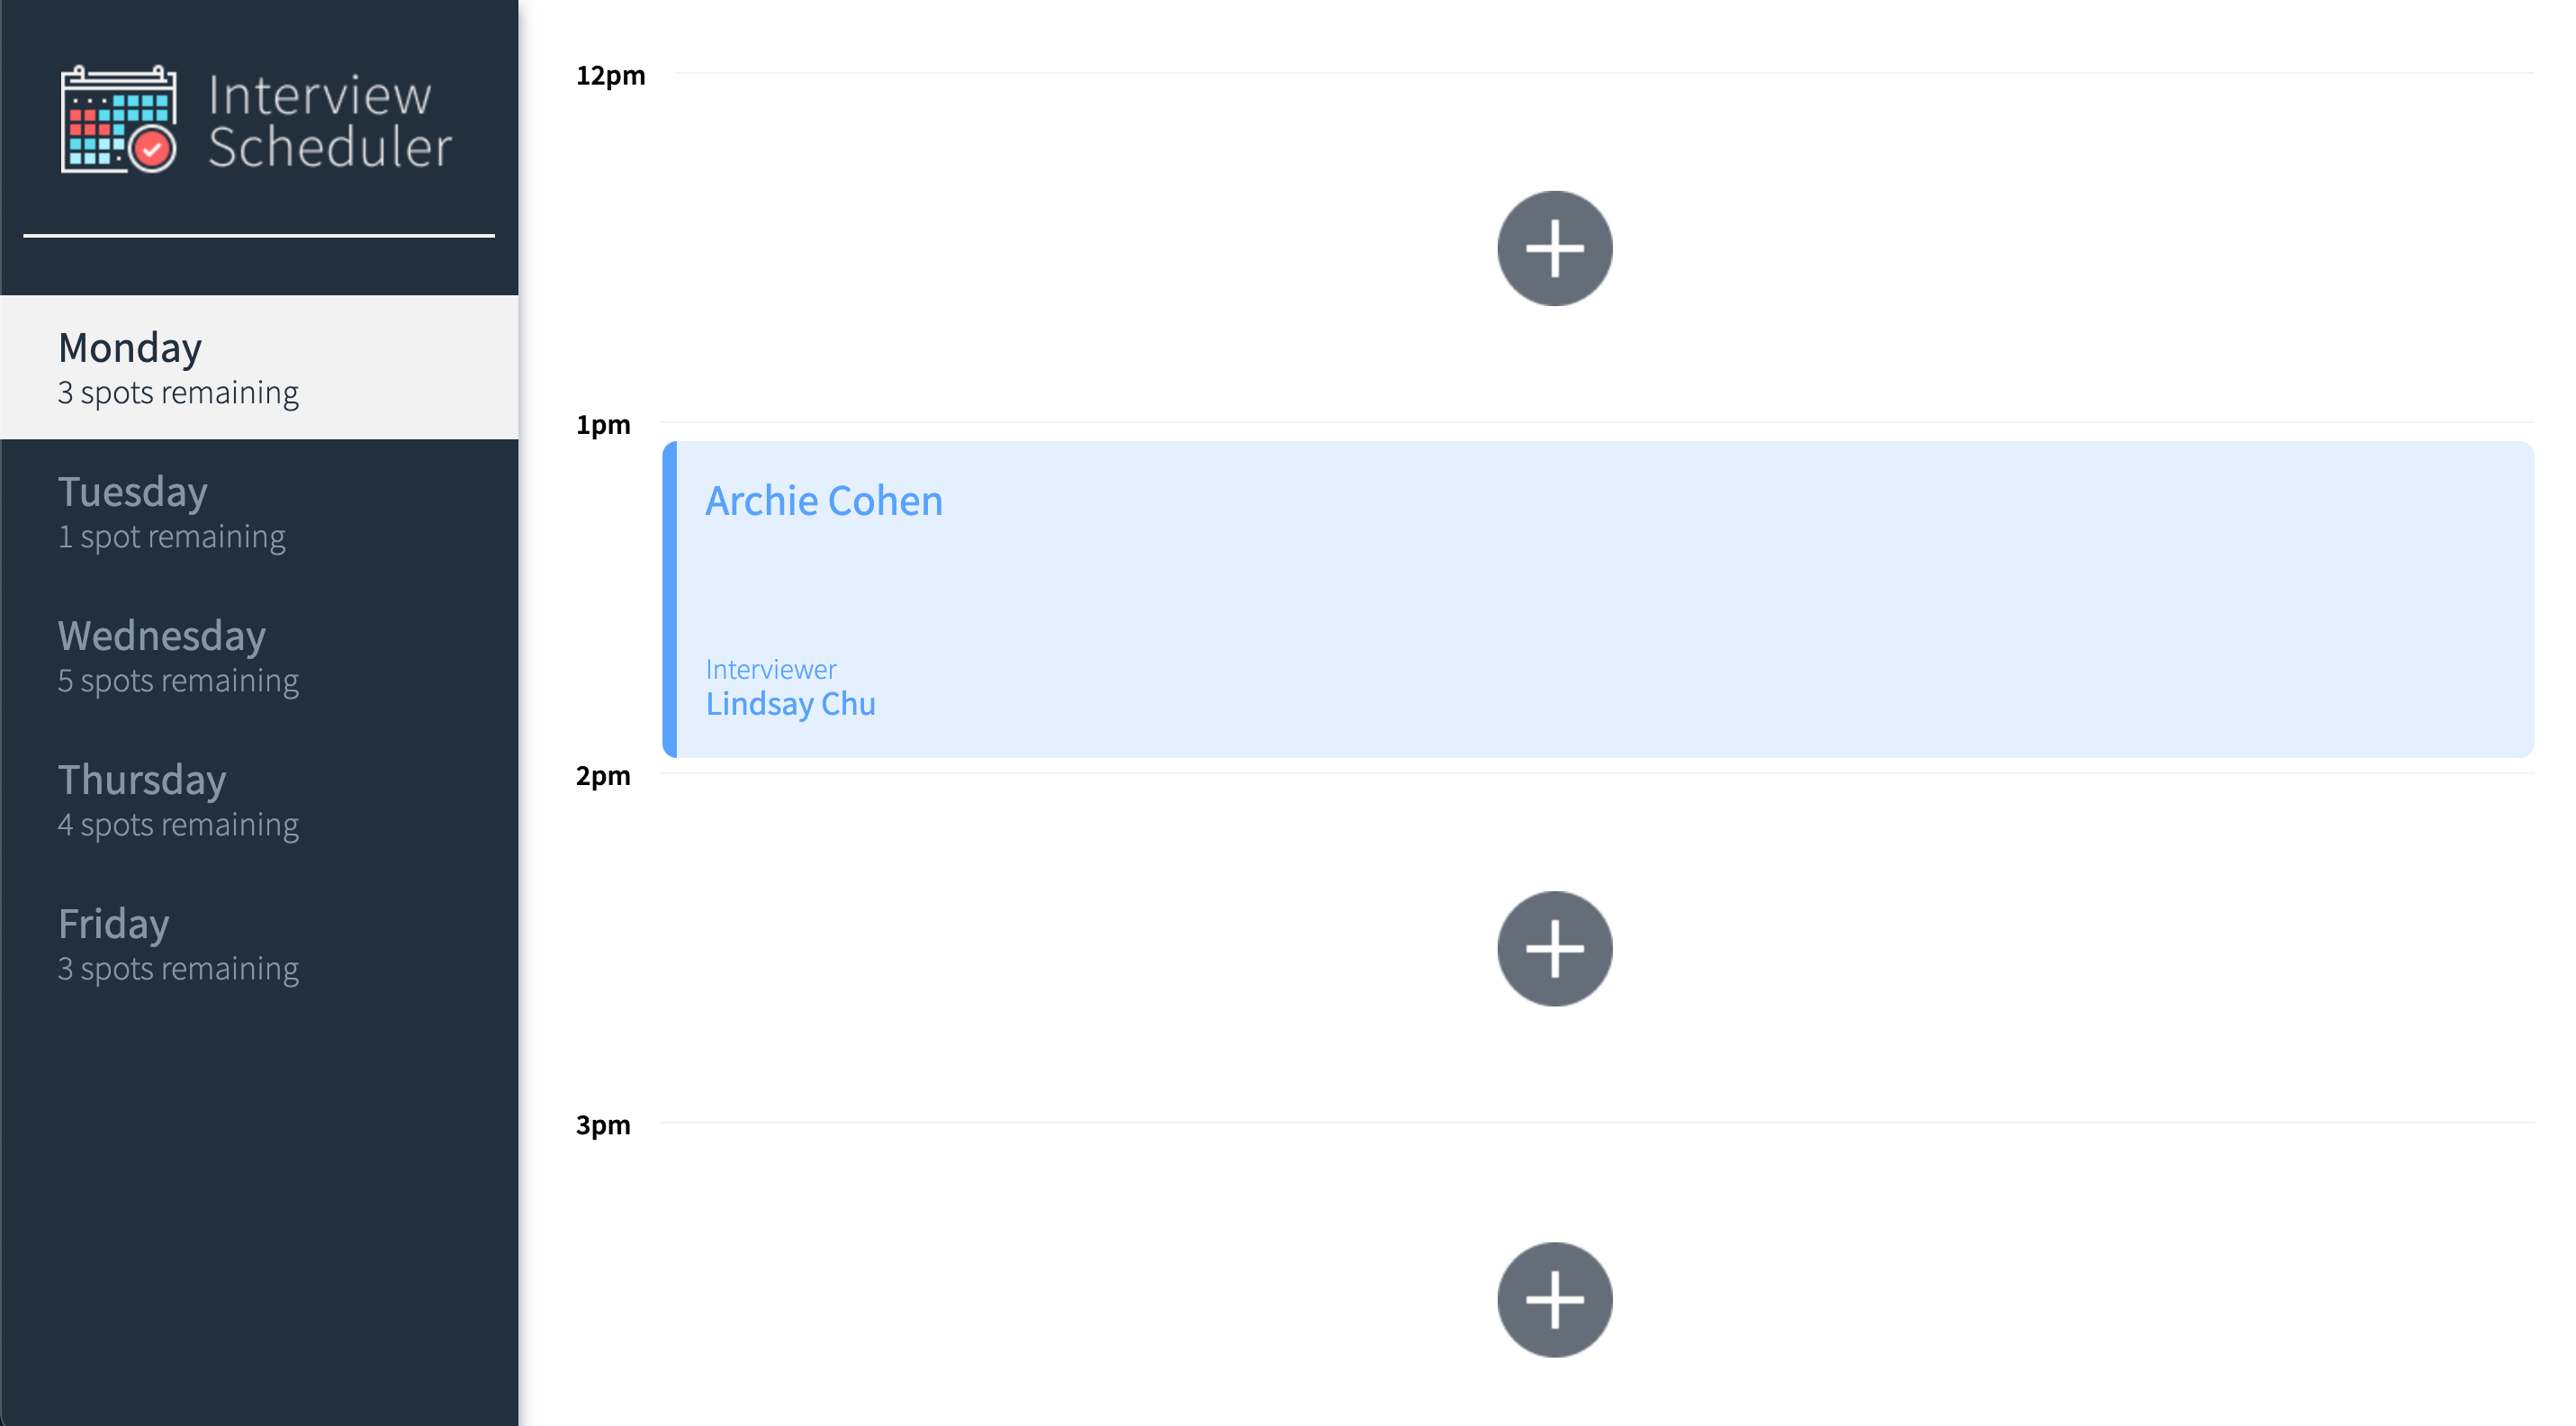 Interview
Scheduler
Monday
3 spots remaining
Tuesday
1 spot remaining
Wednesday
5 spots remaining
Thursday
4 spots remaining
Friday
3 spots remaining
12pm
1pm
Archie Cohen
Interviewer
Lindsay Chu
2pm
3pm